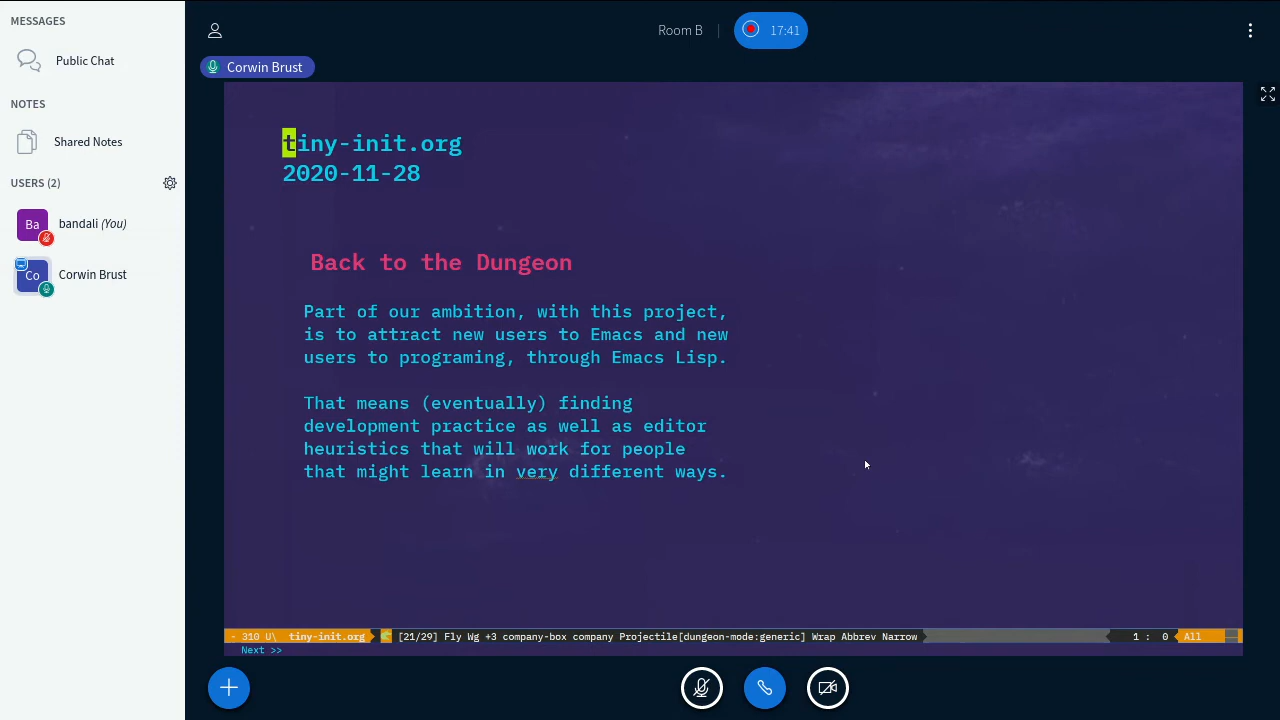 MESSAGES
Public Chat
NOTES
Shared Notes
USERS (2)
Ba
bandali (You)
Co
Corwin Brust
Room B
17:41
Corwin Brust
tiny-init.org
2020-11-28
Back to the Dungeon
Part of our ambition, with this project,
is to attract new users to Emacs and new
users to programing, through Emacs Lisp.
That means (eventually) finding
development practice as well as editor
heuristics that will work for people
that might learn in very different ways.
- 310 U\ tiny-init.org [21/29] Fly Wg +3 company-box company Projectile[dungeon-mode:generic] Wrap Abbrev Narrow 1 : 0 All
Next >>